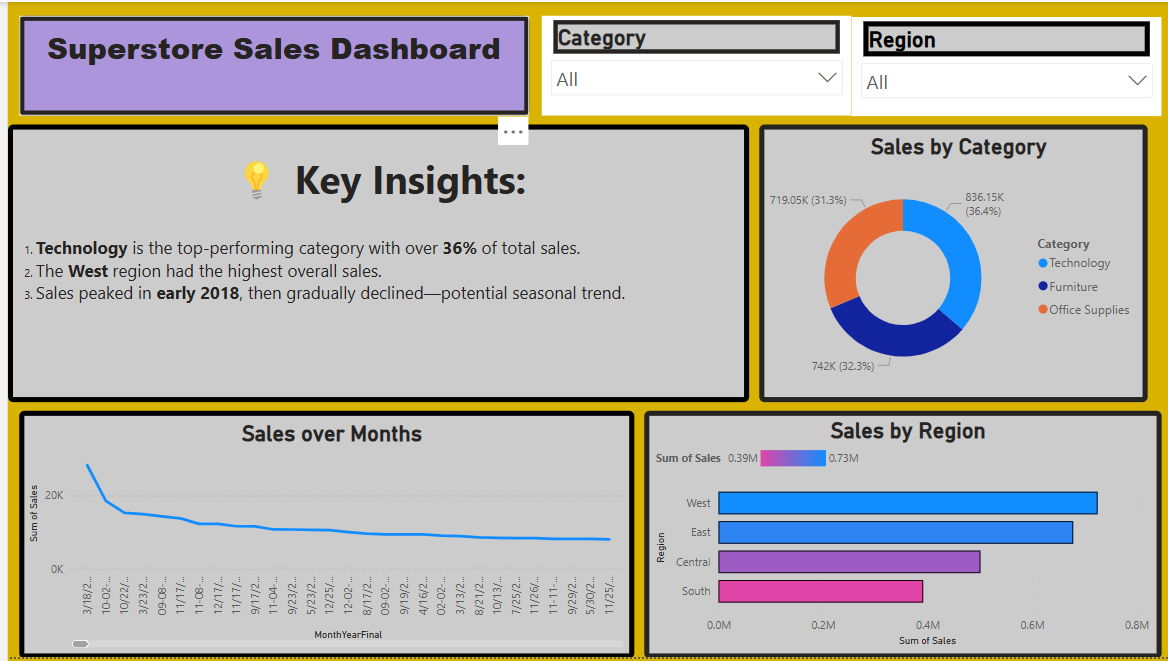 Superstore Sales Dashboard
Category
All
Region
All
Key Insights:
1. Technology is the top-performing category with over 36% of total sales.
2. The West region had the highest overall sales.
3. Sales peaked in early 2018, then gradually declined—potential seasonal trend.
Sales by Category
719.05K (31.3%)
836.15K
(36.4%)
742K (32.3%)
Category
Technology
Furniture
Office Supplies
Sales over Months
Sum of Sales
20K
0K
3/18/2...
10-02-...
10/22/...
3/23/2...
09-08-...
11/17/...
11-08-...
12/17/...
11/17/...
9/17/2...
11-04-...
9/23/2...
5/23/2...
12/25/...
12-02-...
8/17/2...
09-02-...
9/19/2...
4/16/2...
02-02-...
3/13/2...
8/21/2...
10/13/...
7/25/2...
11/26/...
11-11-...
9/29/2...
5/30/2...
11/25/...
MonthYearFinal
Sales by Region
Sum of Sales 0.39M 0.73M
Region
West
East
Central
South
0.0M 0.2M 0.4M 0.6M 0.8M
Sum of Sales